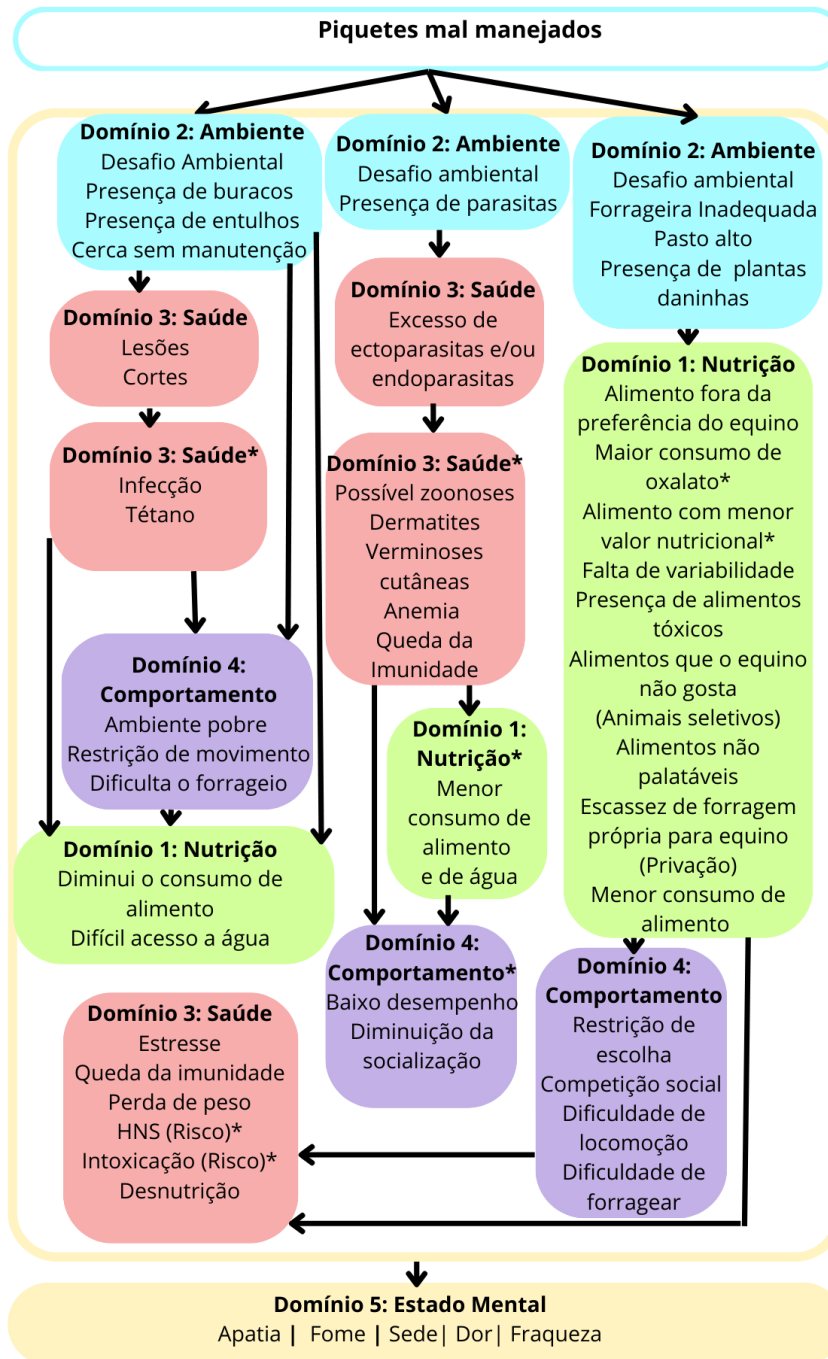 Piquetes mal manejados
Domínio 2: Ambiente
Desafio Ambiental
Presença de buracos
Presença de entulhos
Cerca sem manutenção
Domínio 3: Saúde
Lesões
Cortes
Domínio 3: Saúde*
Infecção
Tétano
Domínio 4:
Comportamento
Ambiente pobre
Restrição de movimento
Dificulta o forrageio
Domínio 1: Nutrição
Diminui o consumo de
alimento
Difícil acesso a água
Domínio 2: Ambiente
Desafio ambiental
Presença de parasitas
Domínio 3: Saúde
Excesso de
ectoparasitas e/ou
endoparasitas
Domínio 3: Saúde*
Possível zoonoses
Dermatites
Verminoses
cutâneas
Anemia
Queda da
Imunidade
Domínio 1:
Nutrição*
Menor
consumo de
alimento
e de água
Domínio 4:
Comportamento*
Baixo desempenho
Diminuição da
socialização
Domínio 2: Ambiente
Desafio ambiental
Forrageira Inadequada
Pasto alto
Presença de plantas
daninhas
Domínio 1: Nutrição
Alimento fora da
preferência do equino
Maior consumo de
oxalato*
Alimento com menor
valor nutricional*
Falta de variabilidade
Presença de alimentos
tóxicos
Alimentos que o equino
não gosta
(Animais seletivos)
Alimentos não
palatáveis
Escassez de forragem
própria para equino
(Privação)
Menor consumo de
alimento
Domínio 4:
Comportamento
Restrição de
escolha
Competição social
Dificuldade de
locomoção
Dificuldade de
forragear
Domínio 3: Saúde
Estresse
Queda da imunidade
Perda de peso
HNS (Risco)*
Intoxicação (Risco)*
Desnutrição
Domínio 5: Estado Mental
Apatia | Fome | Sede| Dor| Fraqueza